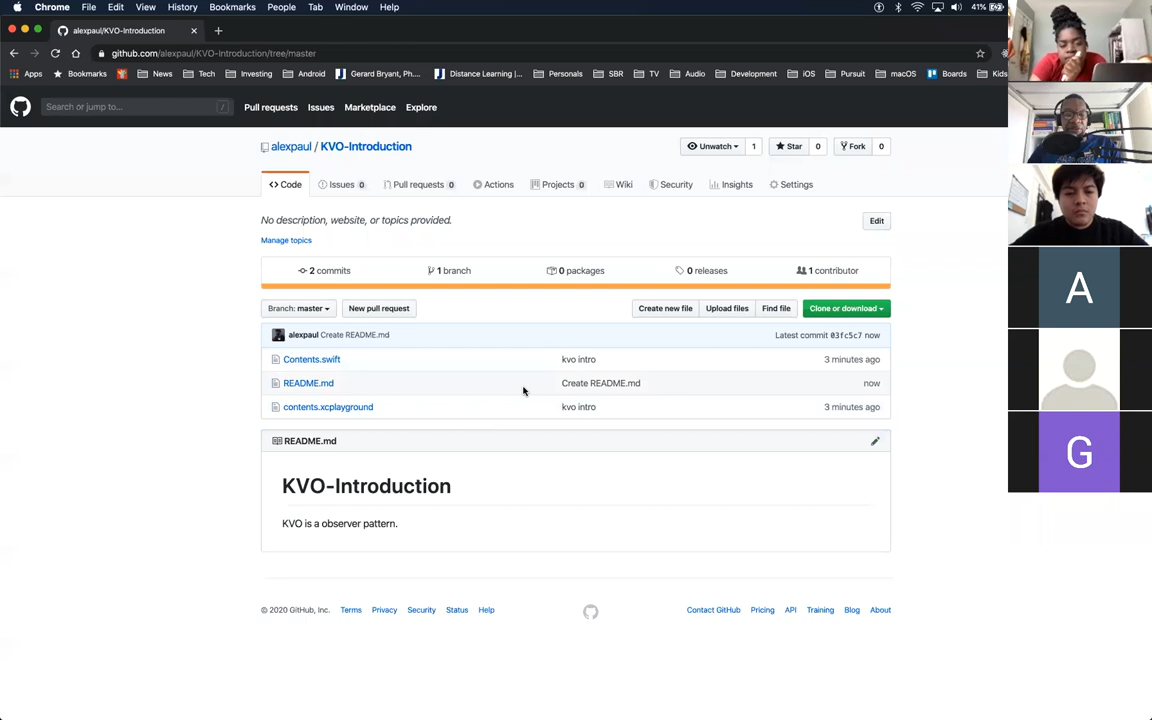 Chrome File Edit View History Bookmarks People Tab Window Help 41%
alexpaul/KVO-Introduction
github.com/alexpaul/KVO-Introduction/tree/master
Apps Bookmarks News Tech Investing Android Gerard Bryant, Ph.... Distance Learning |... Personals SBR TV Audio Development iOS Pursuit macOS Boards Kids
Search or jump to... / Pull requests Issues Marketplace Explore
alexpaul / KVO-Introduction Unwatch 1 Star 0 Fork 0
Code Issues 0 Pull requests 0 Actions Projects 0 Wiki Security Insights Settings
No description, website, or topics provided. Edit
Manage topics
2 commits 1 branch 0 packages 0 releases 1 contributor
Branch: master New pull request Create new file Upload files Find file Clone or download
alexpaul Create README.md Latest commit 03fc5c7 now
Contents.swift kvo intro 3 minutes ago
README.md Create README.md now
contents.xcplayground kvo intro 3 minutes ago
README.md
KVO-Introduction
KVO is a observer pattern.
© 2020 GitHub, Inc. Terms Privacy Security Status Help Contact GitHub Pricing API Training Blog About
A
G